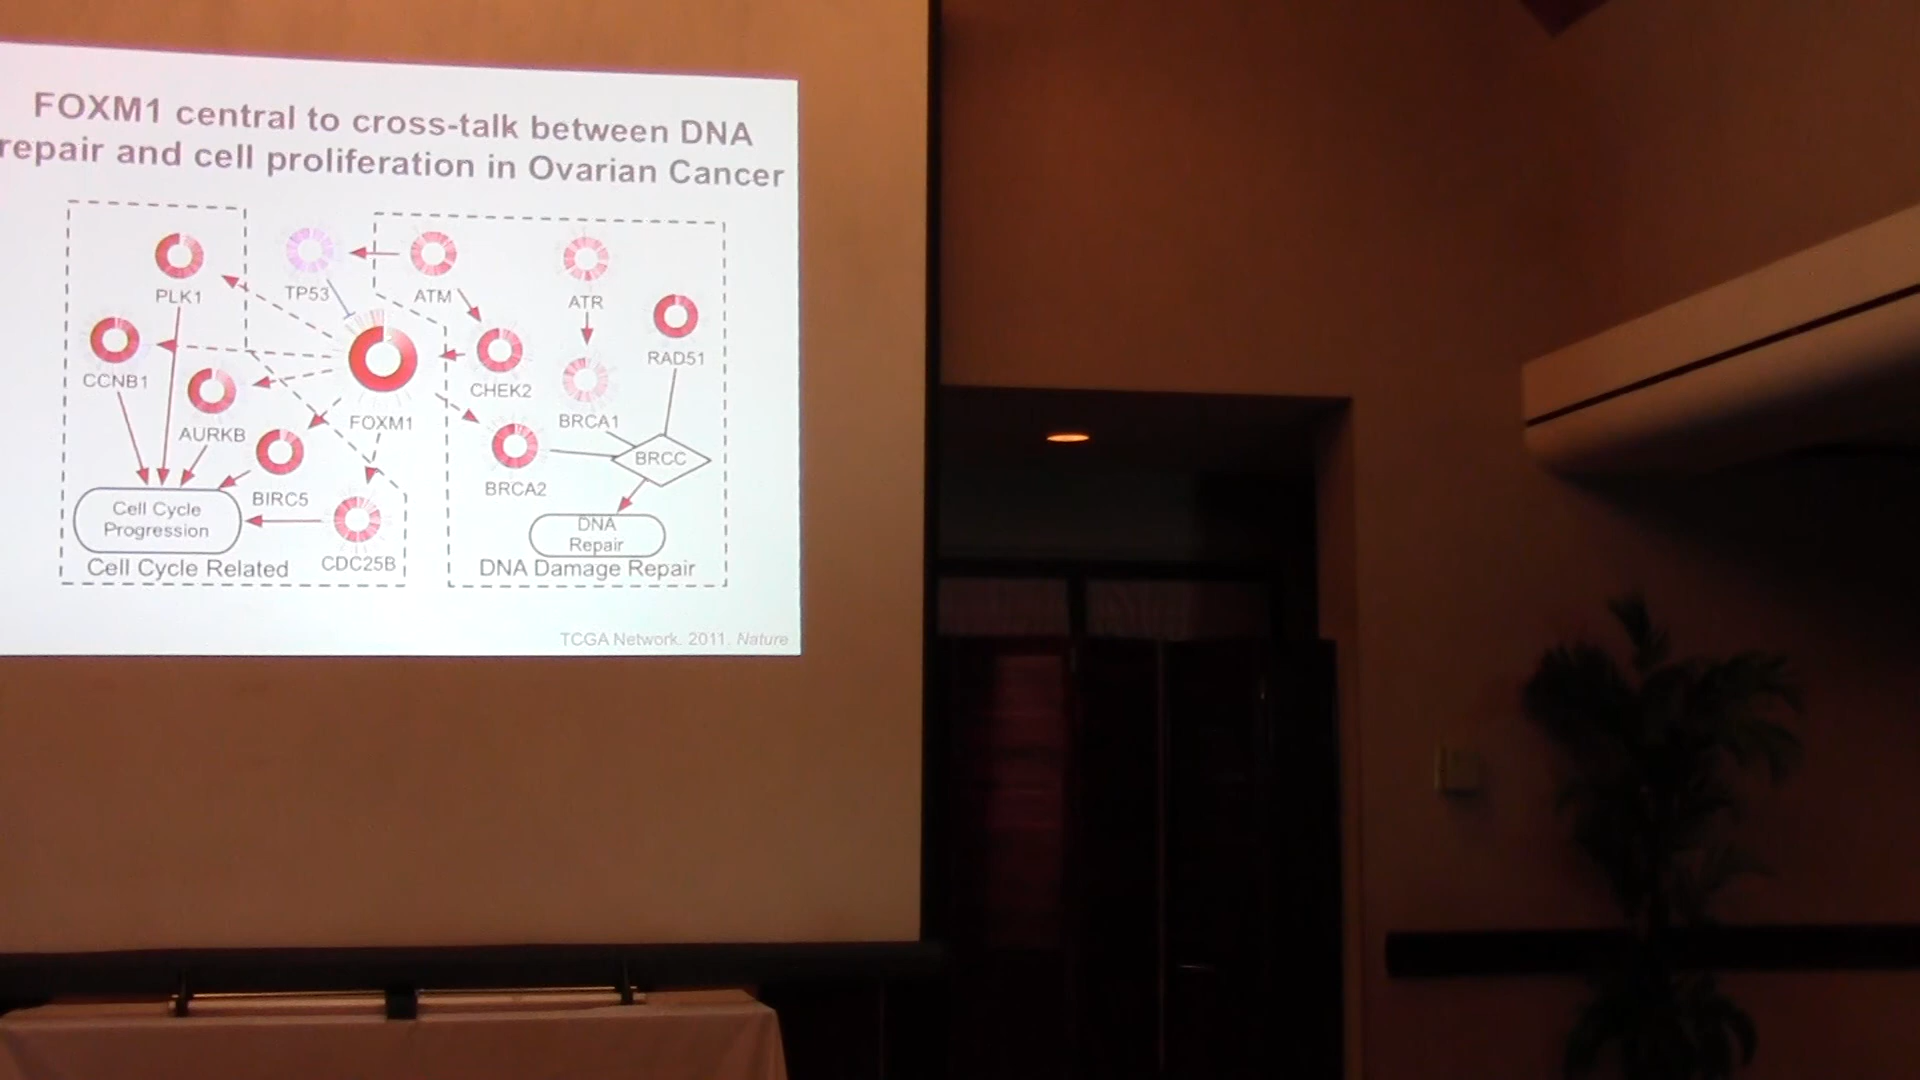 FOXM1 central to cross-talk between DNA
repair and cell proliferation in Ovarian Cancer
PLK1
TP53
ATM
ATR
RAD51
CCNB1
CHEK2
AURKB
FOXM1
BRCA1
BRCC
BIRC5
BRCA2
Cell Cycle
Progression
DNA
Repair
Cell Cycle Related
CDC25B
DNA Damage Repair
TCGA Network. 2011. Nature